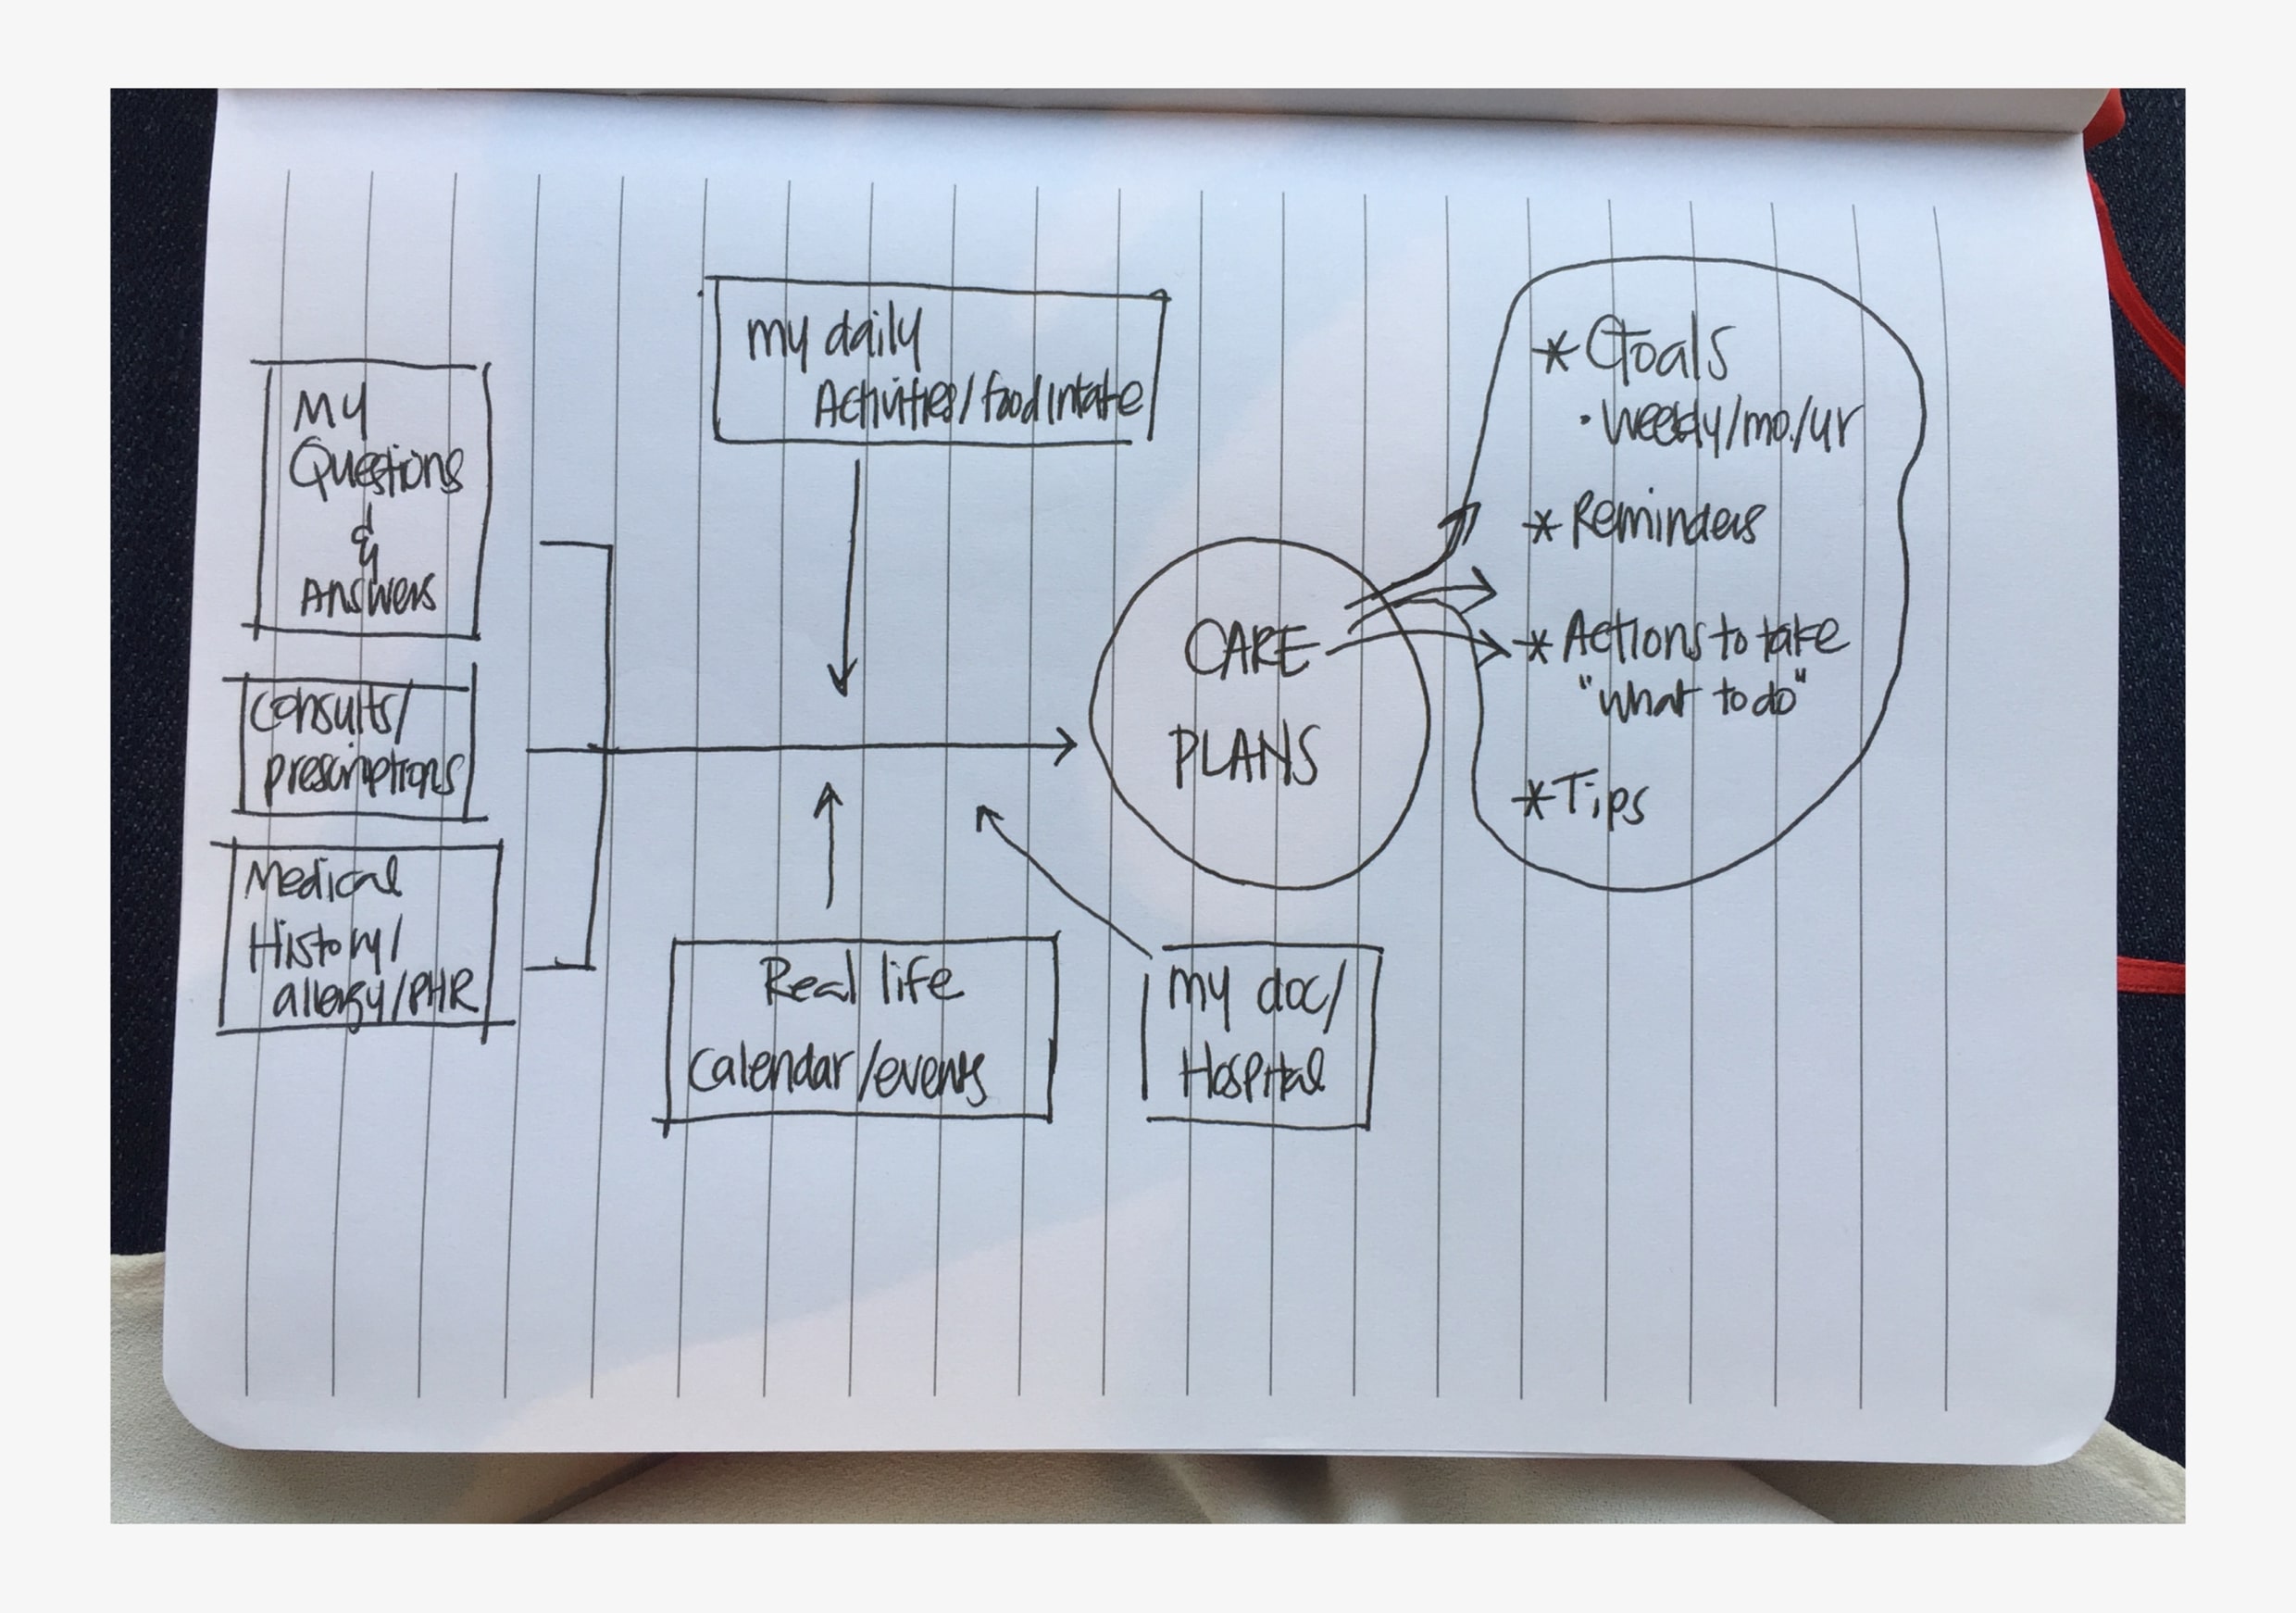 My
Questions
&
Answers
Consults/
prescriptions
Medical
History/
allergy/PHR
my daily
Activities/food intake
Real life
Calendar/events
my doc/
Hospital
CARE
PLANS
* Goals
· Weekly/mo./yr
* Reminders
* Actions to take
"what to do"
* Tips